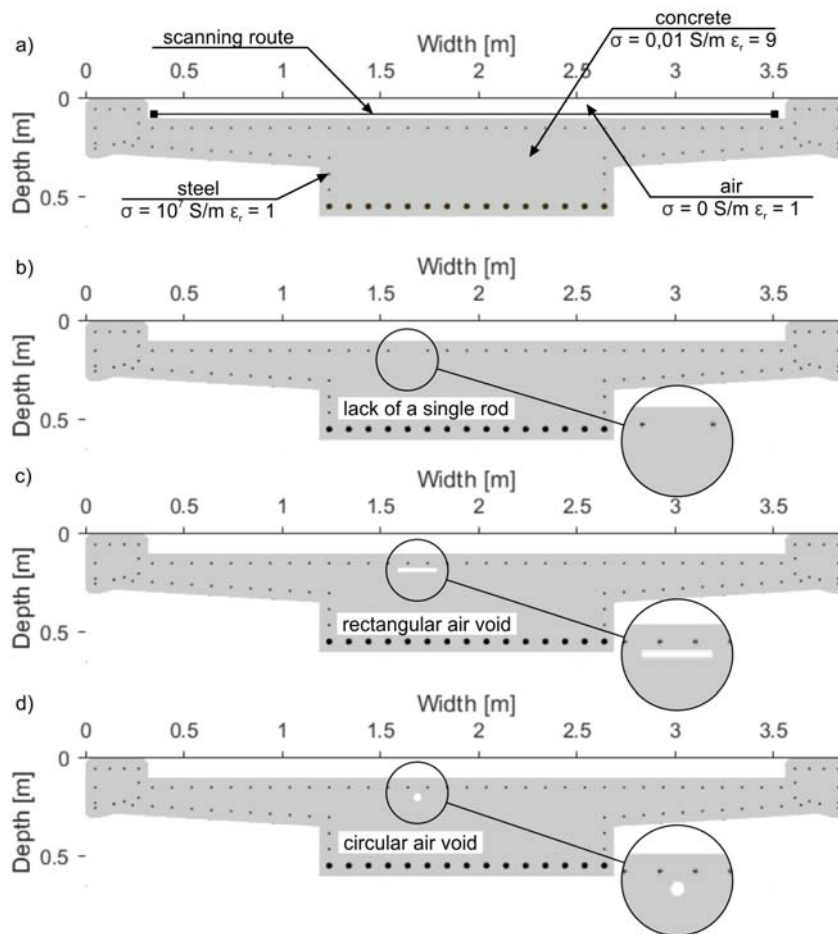 a)
scanning route
Width [m]
concrete
σ = 0,01 S/m εr = 9
0 0.5 1 1.5 2 2.5 3 3.5
0
Depth [m]
0.5
steel
σ = 10⁷ S/m εr = 1
air
σ = 0 S/m εr = 1
b)
Width [m]
0 0.5 1 1.5 2 2.5 3 3.5
0
Depth [m]
0.5
lack of a single rod
c)
Width [m]
0 0.5 1 1.5 2 2.5 3 3.5
0
Depth [m]
0.5
rectangular air void
d)
Width [m]
0 0.5 1 1.5 2 2.5 3 3.5
0
Depth [m]
0.5
circular air void